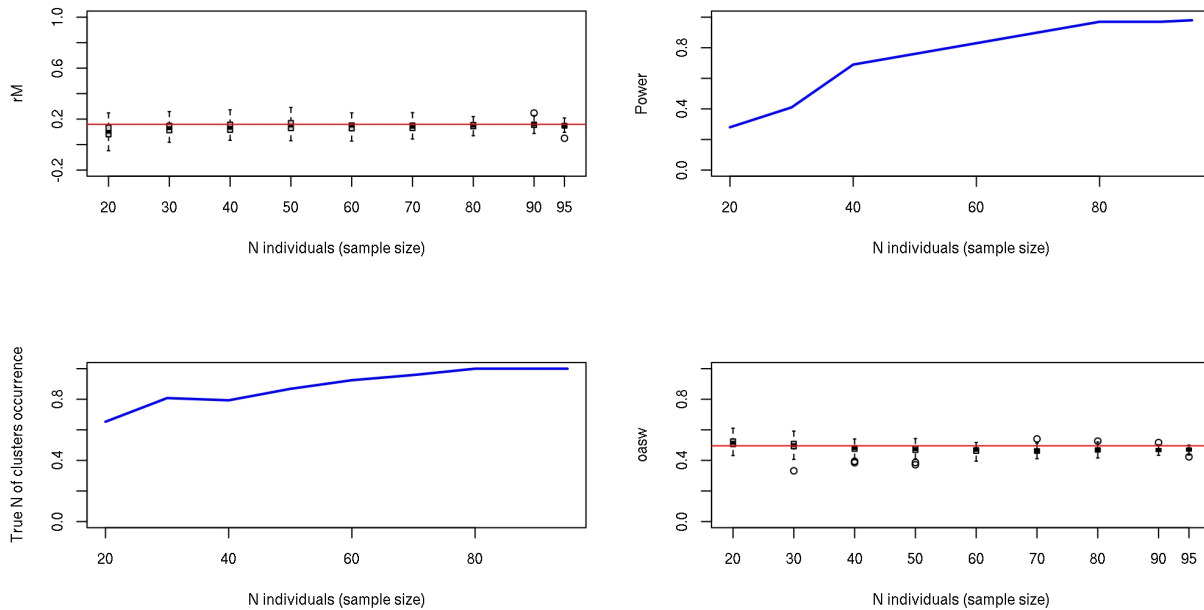 rM
1.0
0.6
0.2
-0.2
20 30 40 50 60 70 80 90 95
N individuals (sample size)
Power
0.8
0.4
0.0
20 40 60 80
N individuals (sample size)
True N of clusters occurrence
0.8
0.4
0.0
20 40 60 80
N individuals (sample size)
oasw
0.8
0.4
0.0
20 30 40 50 60 70 80 90 95
N individuals (sample size)